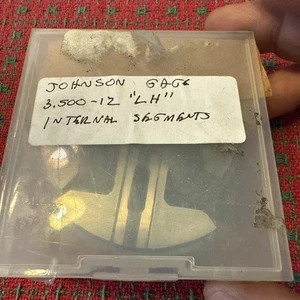 JOHNSON GAGE
3.500-12 "LH"
INTERNAL SEGMENTS